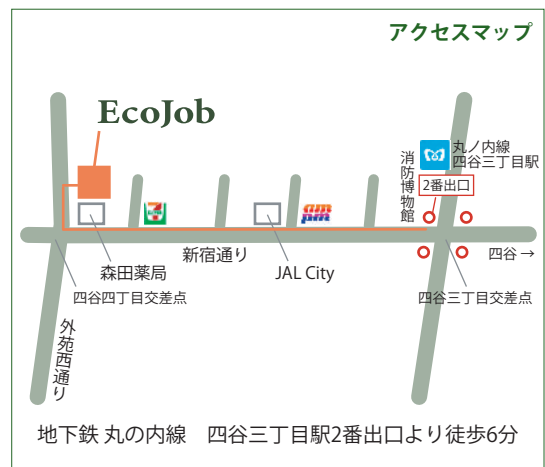 アクセスマップ
EcoJob
丸ノ内線
四谷三丁目駅
消防博物館
2番出口
7
ELEVEN
am
pm
新宿通り
四谷 →
森田薬局
JAL City
四谷四丁目交差点
四谷三丁目交差点
外苑西通り
地下鉄 丸の内線　四谷三丁目駅2番出口より徒歩6分